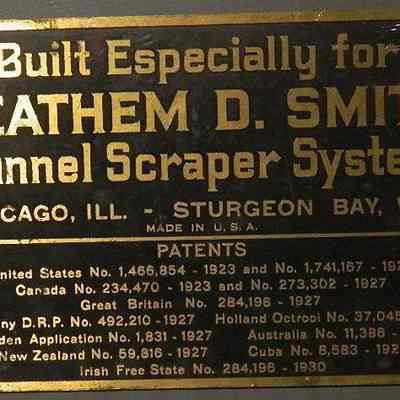 Built Especially for
EATHEM D. SMIT
nnel Scraper Syste
CAGO, ILL. - STURGEON BAY,
MADE IN U.S.A.
PATENTS
nited States No. 1,466,854 - 1923 and No. 1,741,167 - 192
Canada No. 234,470 - 1923 and No. 273,302 - 1927
Great Britain No. 284,196 - 1927
ny D.R.P. No. 492,210 - 1927 Holland Octrooi No. 37,045
den Application No. 1,831 - 1927 Australia No. 11,386 -
New Zealand No. 59,816 - 1927 Cuba No. 8,583 - 192
Irish Free State No. 284,196 - 1930